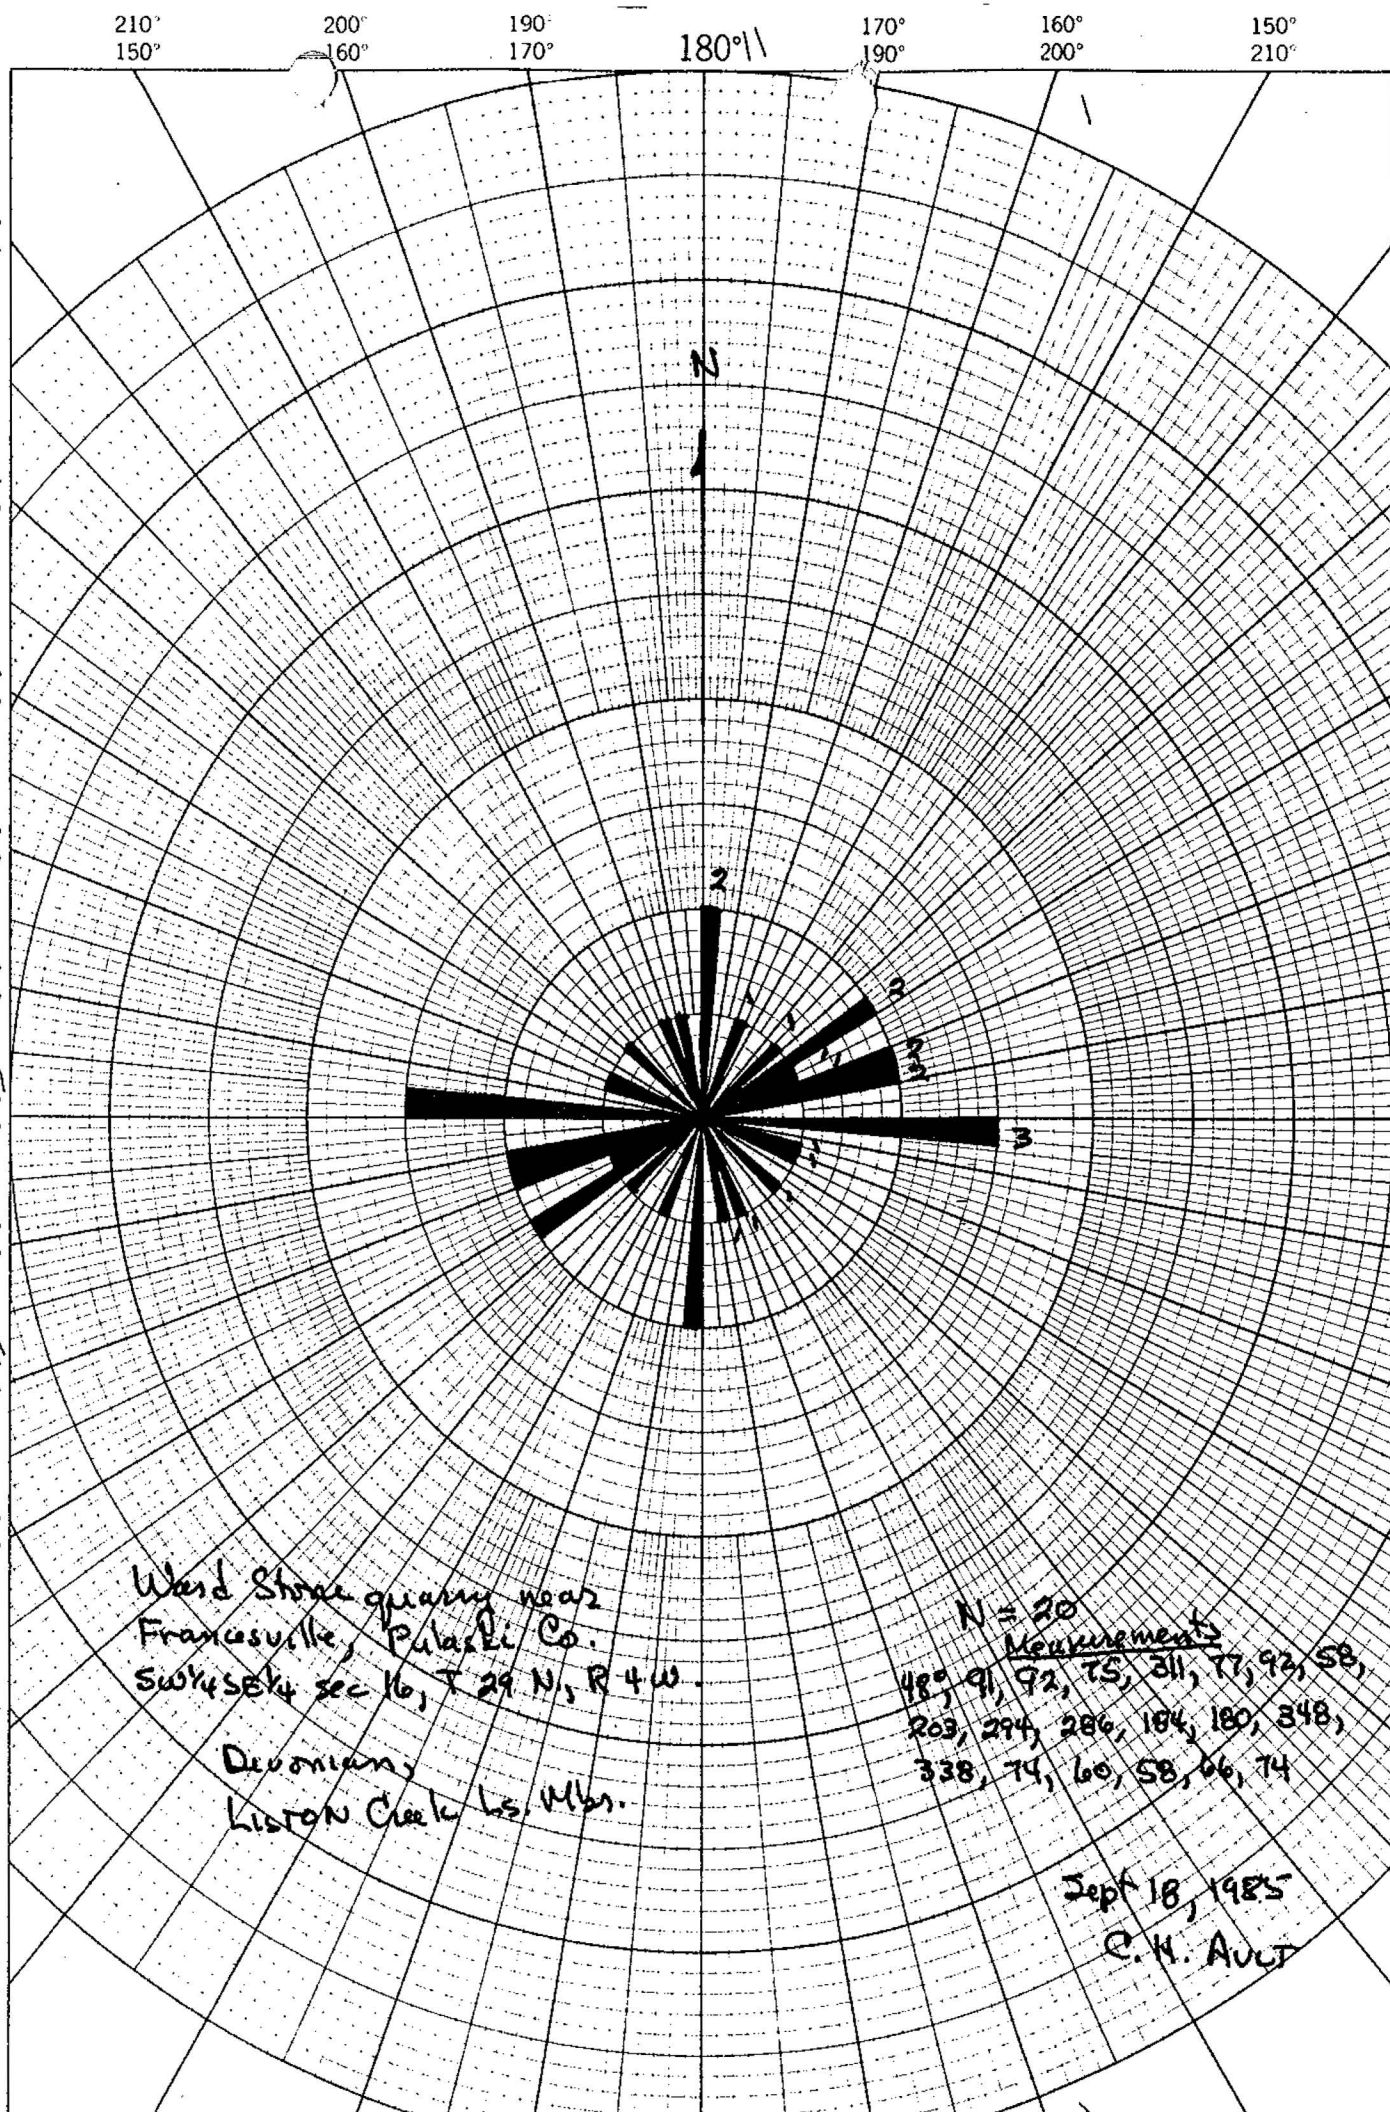 210° 200° 190° 170° 160° 150°
150° 160° 170° 180° 190° 200° 210°
N
2
2
2
2
3
Ward Stone quarry near
Francesville, Pulaski Co.
SW¼SE¼ sec 16, T 29 N, R 4 W.
Devonian,
LISTON Creek Ls. Mbr.
N = 20
Measurements
48°, 91, 92, 75, 311, 77, 92, 58,
203, 294, 286, 184, 180, 348,
338, 74, 60, 58, 66, 74
Sept 18, 1985
C. H. AULT